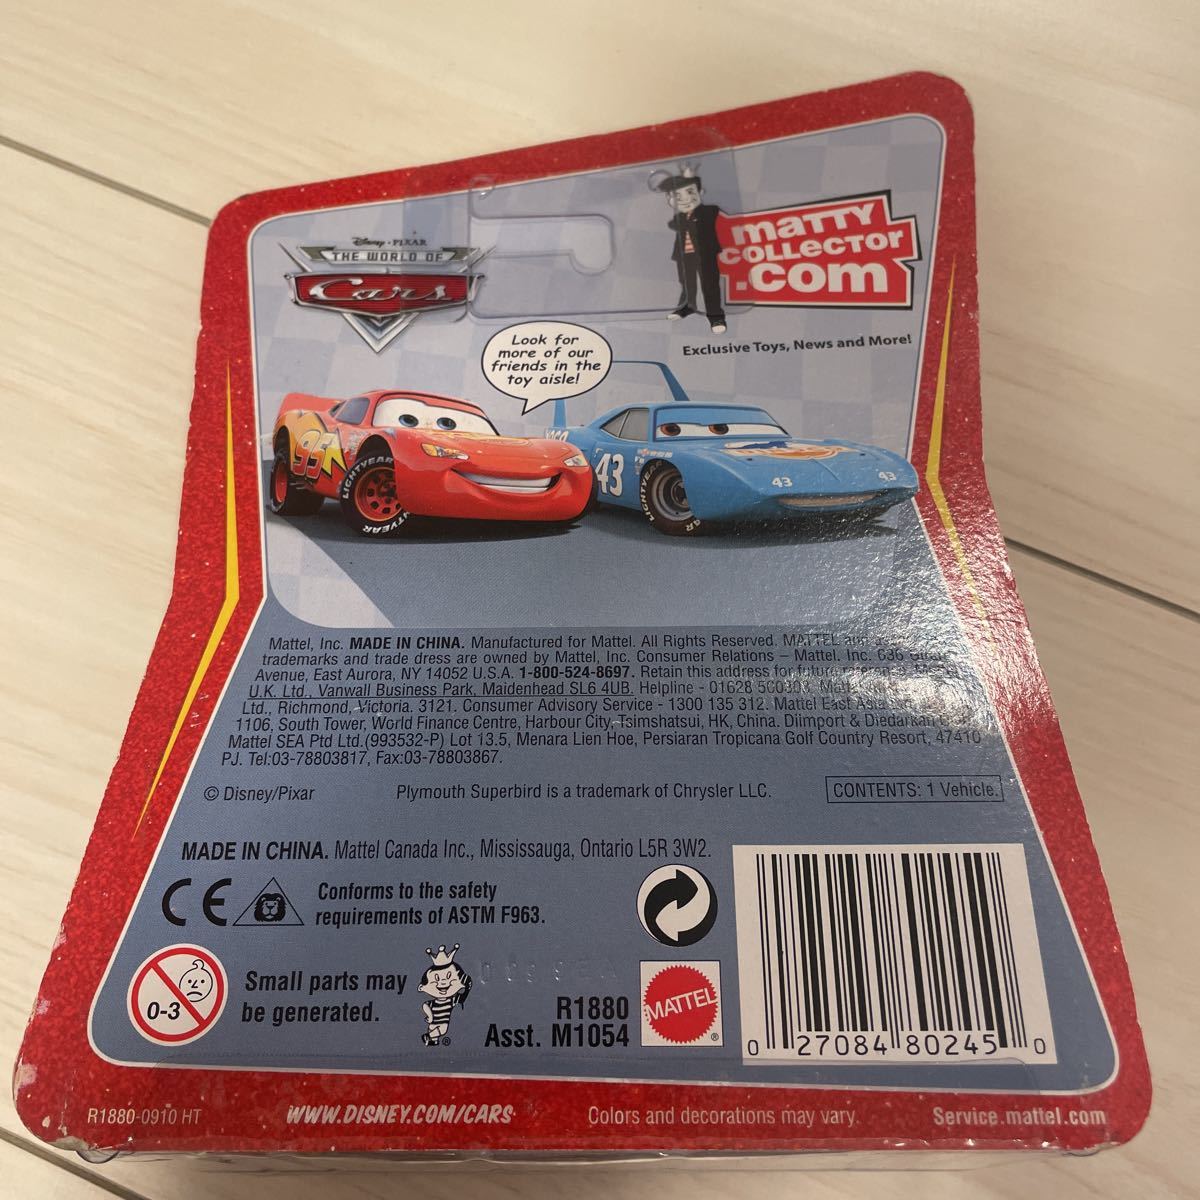 Disney • PIXAR
THE WORLD OF
Cars
MATTY
COLLECTOR
.COM
Exclusive Toys, News and More!
Look for
more of our
friends in the
toy aisle!
95
LIGHTYEAR
43
LIGHTYEAR
43
43
Mattel, Inc. MADE IN CHINA. Manufactured for Mattel. All Rights Reserved. MATTEL and
trademarks and trade dress are owned by Mattel, Inc. Consumer Relations – Mattel, Inc. 636 Girard
Avenue, East Aurora, NY 14052 U.S.A. 1-800-524-8697. Retain this address for future reference.
U.K. Ltd., Vanwall Business Park, Maidenhead SL6 4UB. Helpline - 01628 500303.
Ltd., Richmond, Victoria. 3121. Consumer Advisory Service - 1300 135 312. Mattel East Asia
1106, South Tower, World Finance Centre, Harbour City, Tsimshatsui, HK, China. Diimport & Diedarkan
Mattel SEA Ptd Ltd.(993532-P) Lot 13.5, Menara Lien Hoe, Persiaran Tropicana Golf Country Resort, 47410
PJ. Tel:03-78803817, Fax:03-78803867.
© Disney/Pixar Plymouth Superbird is a trademark of Chrysler LLC. CONTENTS: 1 Vehicle.
MADE IN CHINA. Mattel Canada Inc., Mississauga, Ontario L5R 3W2.
CE Conforms to the safety
requirements of ASTM F963.
0-3
Small parts may
be generated.
R1880
Asst. M1054
MATTEL
®
®
0 27084 80245 0
R1880-0910 HT WWW.DISNEY.COM/CARS Colors and decorations may vary. Service.mattel.com